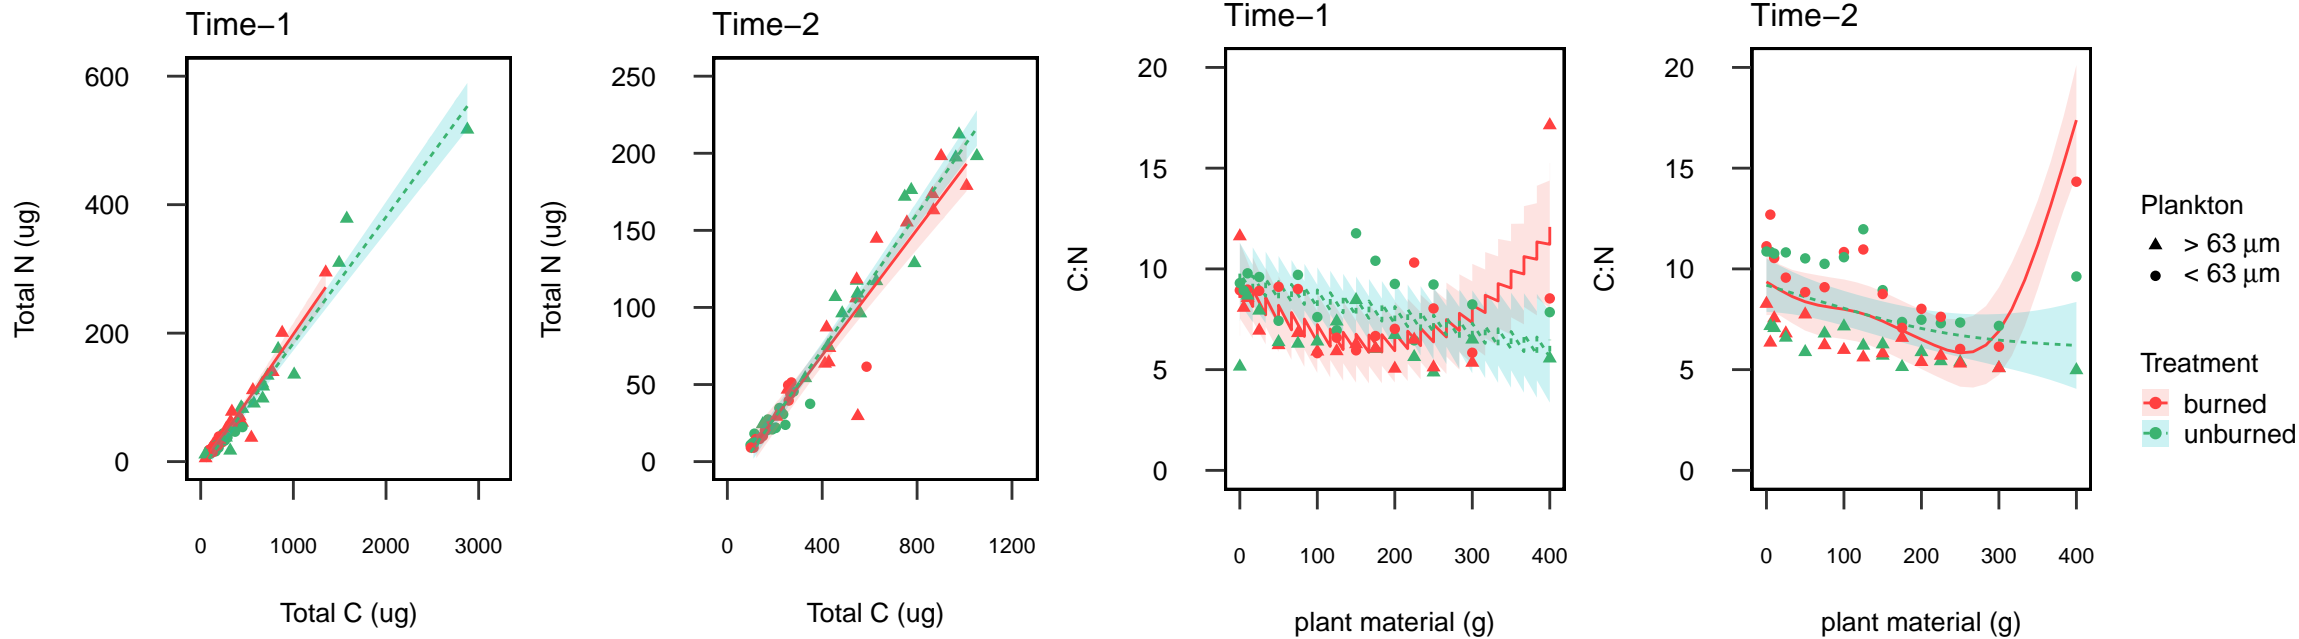 Time−1
Total N (ug)
600
400
200
0
0 1000 2000 3000
Total C (ug)
Time−2
Total N (ug)
250
200
150
100
50
0
0 400 800 1200
Total C (ug)
Time−1
C:N
20
15
10
5
0
0 100 200 300 400
plant material (g)
Time−2
C:N
20
15
10
5
0
0 100 200 300 400
plant material (g)
Plankton
> 63 μm
< 63 μm
Treatment
burned
unburned